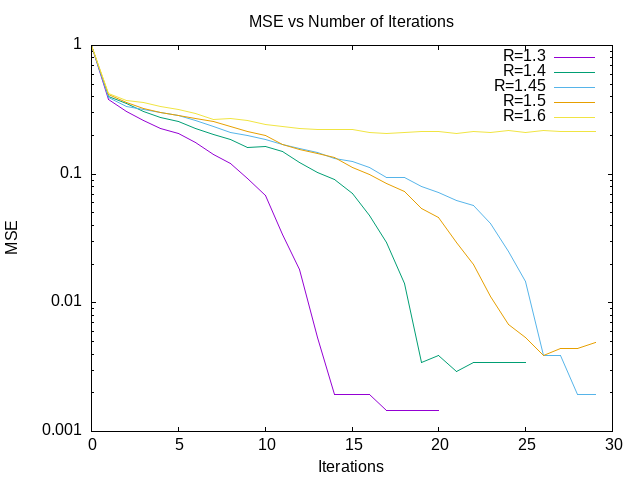 MSE vs Number of Iterations
1
0.1
0.01
0.001
MSE
R=1.3
R=1.4
R=1.45
R=1.5
R=1.6
0 5 10 15 20 25 30
Iterations